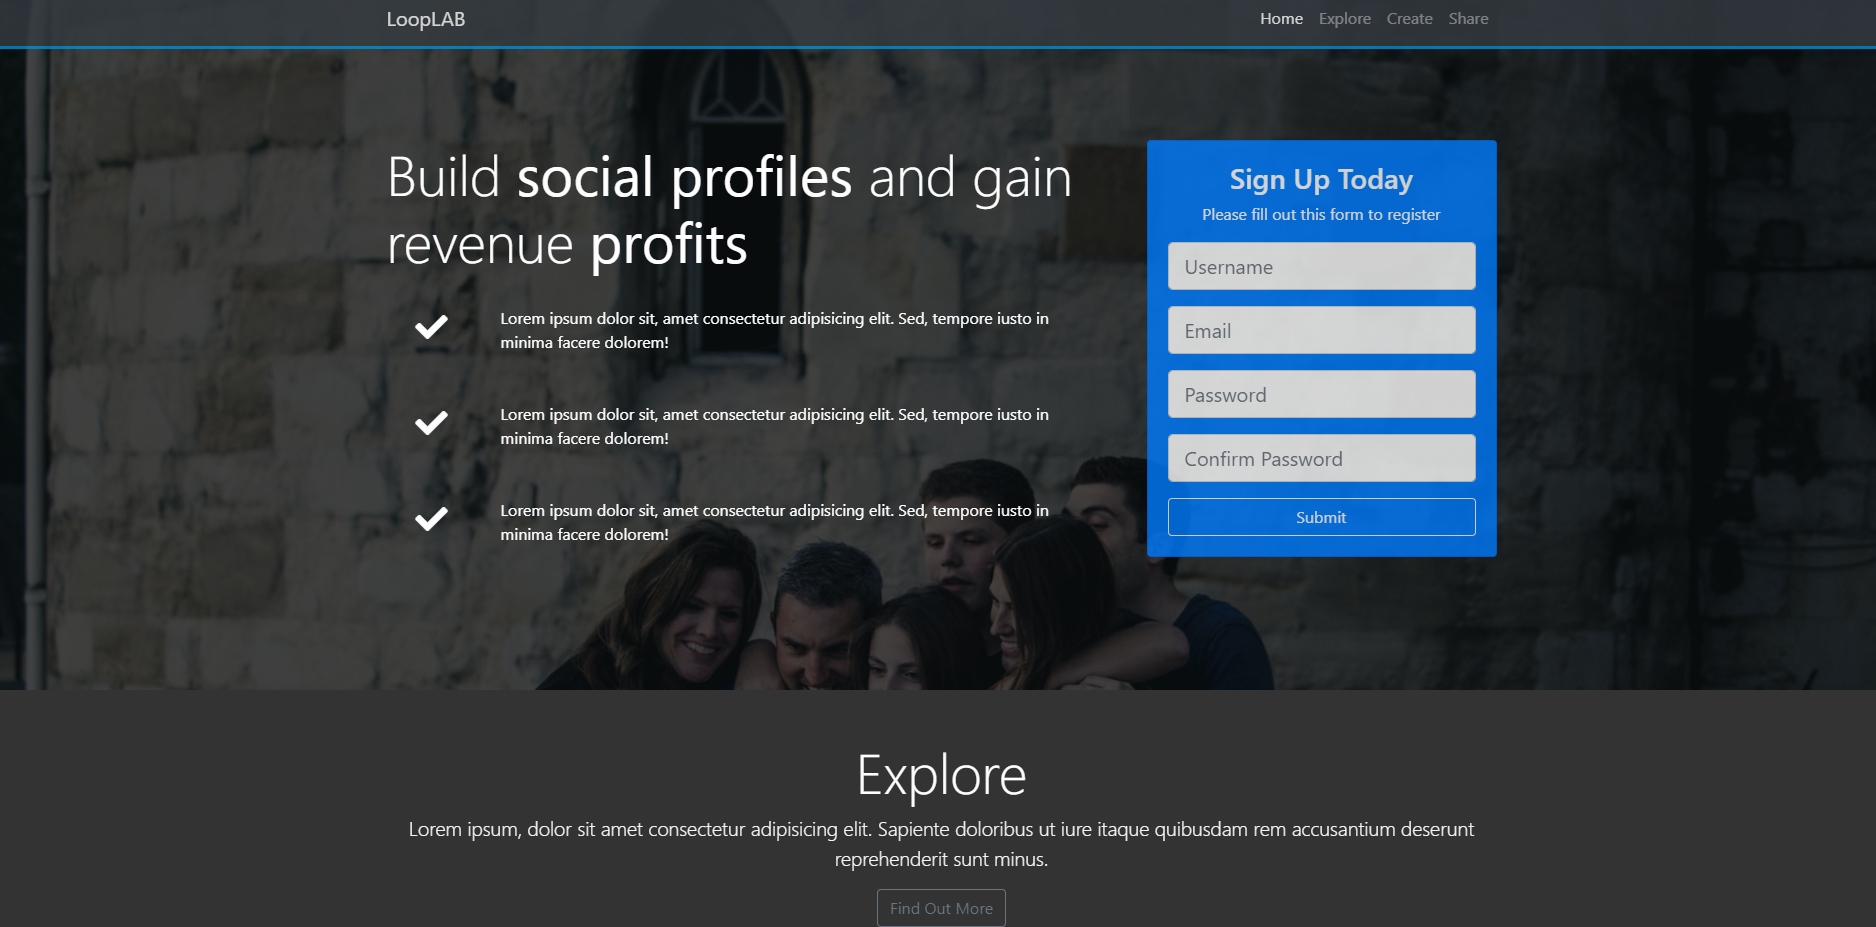 LoopLAB
Home Explore Create Share
Build social profiles and gain
revenue profits
Lorem ipsum dolor sit, amet consectetur adipisicing elit. Sed, tempore iusto in
minima facere dolorem!
Lorem ipsum dolor sit, amet consectetur adipisicing elit. Sed, tempore iusto in
minima facere dolorem!
Lorem ipsum dolor sit, amet consectetur adipisicing elit. Sed, tempore iusto in
minima facere dolorem!
Sign Up Today
Please fill out this form to register
Username
Email
Password
Confirm Password
Submit
Explore
Lorem ipsum, dolor sit amet consectetur adipisicing elit. Sapiente doloribus ut iure itaque quibusdam rem accusantium deserunt
reprehenderit sunt minus.
Find Out More